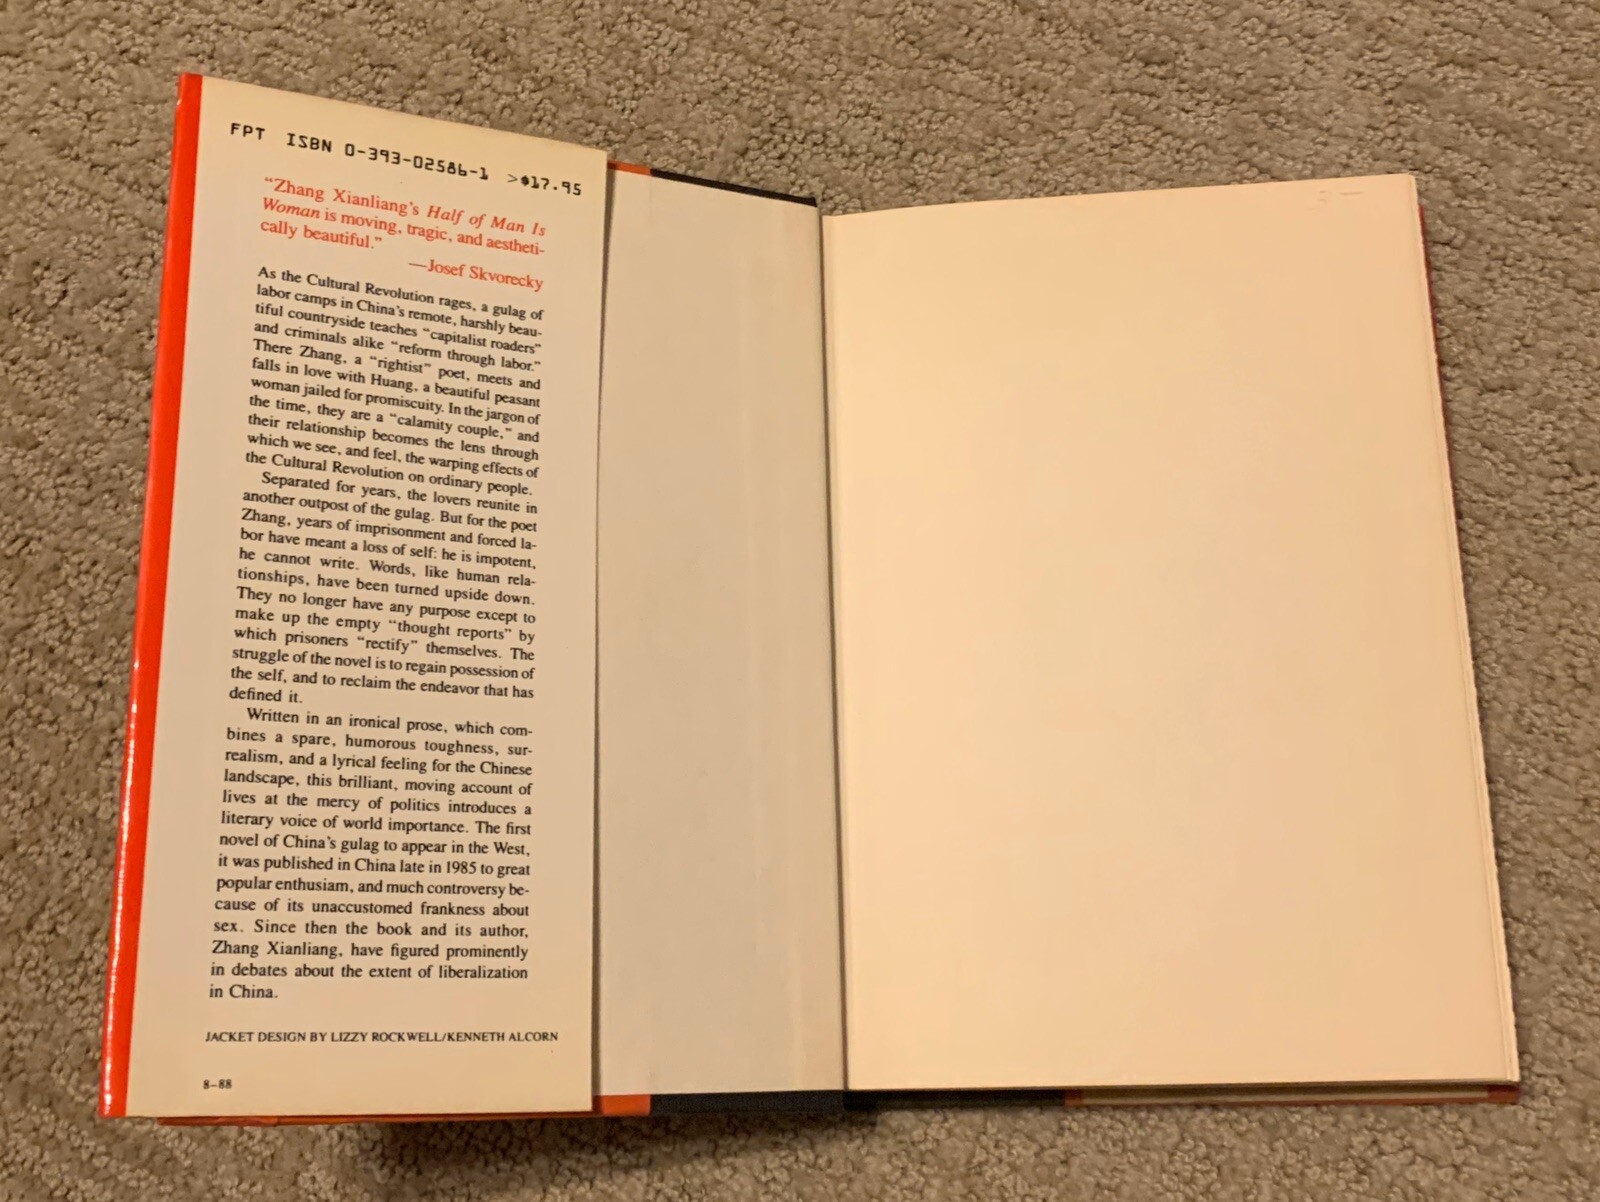 FPT ISBN 0-393-02586-1 >$17.95
"Zhang Xianliang's Half of Man Is
Woman is moving, tragic, and aestheti-
cally beautiful."
—Josef Skvorecky
As the Cultural Revolution rages, a gulag of
labor camps in China's remote, harshly beau-
tiful countryside teaches "capitalist roaders"
and criminals alike "reform through labor."
There Zhang, a "rightist" poet, meets and
falls in love with Huang, a beautiful peasant
woman jailed for promiscuity. In the jargon of
the time, they are a "calamity couple," and
their relationship becomes the lens through
which we see, and feel, the warping effects of
the Cultural Revolution on ordinary people.
Separated for years, the lovers reunite in
another outpost of the gulag. But for the poet
Zhang, years of imprisonment and forced la-
bor have meant a loss of self: he is impotent,
he cannot write. Words, like human rela-
tionships, have been turned upside down.
They no longer have any purpose except to
make up the empty "thought reports" by
which prisoners "rectify" themselves. The
struggle of the novel is to regain possession of
the self, and to reclaim the endeavor that has
defined it.
Written in an ironical prose, which com-
bines a spare, humorous toughness, sur-
realism, and a lyrical feeling for the Chinese
landscape, this brilliant, moving account of
lives at the mercy of politics introduces a
literary voice of world importance. The first
novel of China's gulag to appear in the West,
it was published in China late in 1985 to great
popular enthusiam, and much controversy be-
cause of its unaccustomed frankness about
sex. Since then the book and its author,
Zhang Xianliang, have figured prominently
in debates about the extent of liberalization
in China.
JACKET DESIGN BY LIZZY ROCKWELL/KENNETH ALCORN
8–88